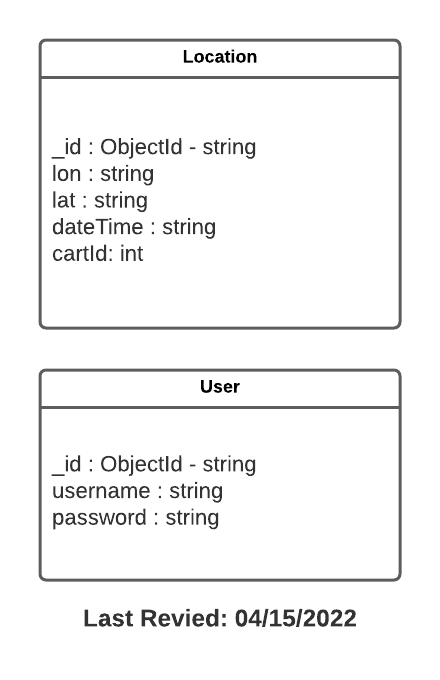 Location
_id : ObjectId - string
lon : string
lat : string
dateTime : string
cartId: int
User
_id : ObjectId - string
username : string
password : string
Last Revied: 04/15/2022